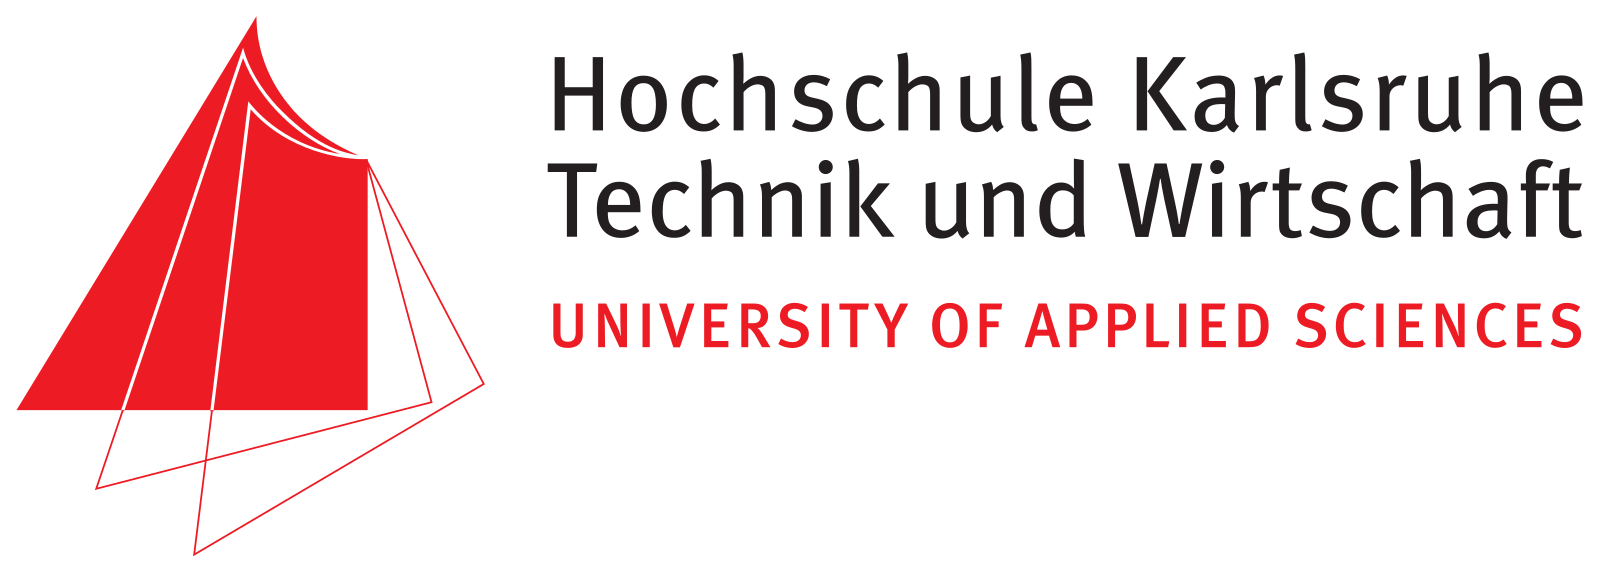 Hochschule Karlsruhe
Technik und Wirtschaft
UNIVERSITY OF APPLIED SCIENCES